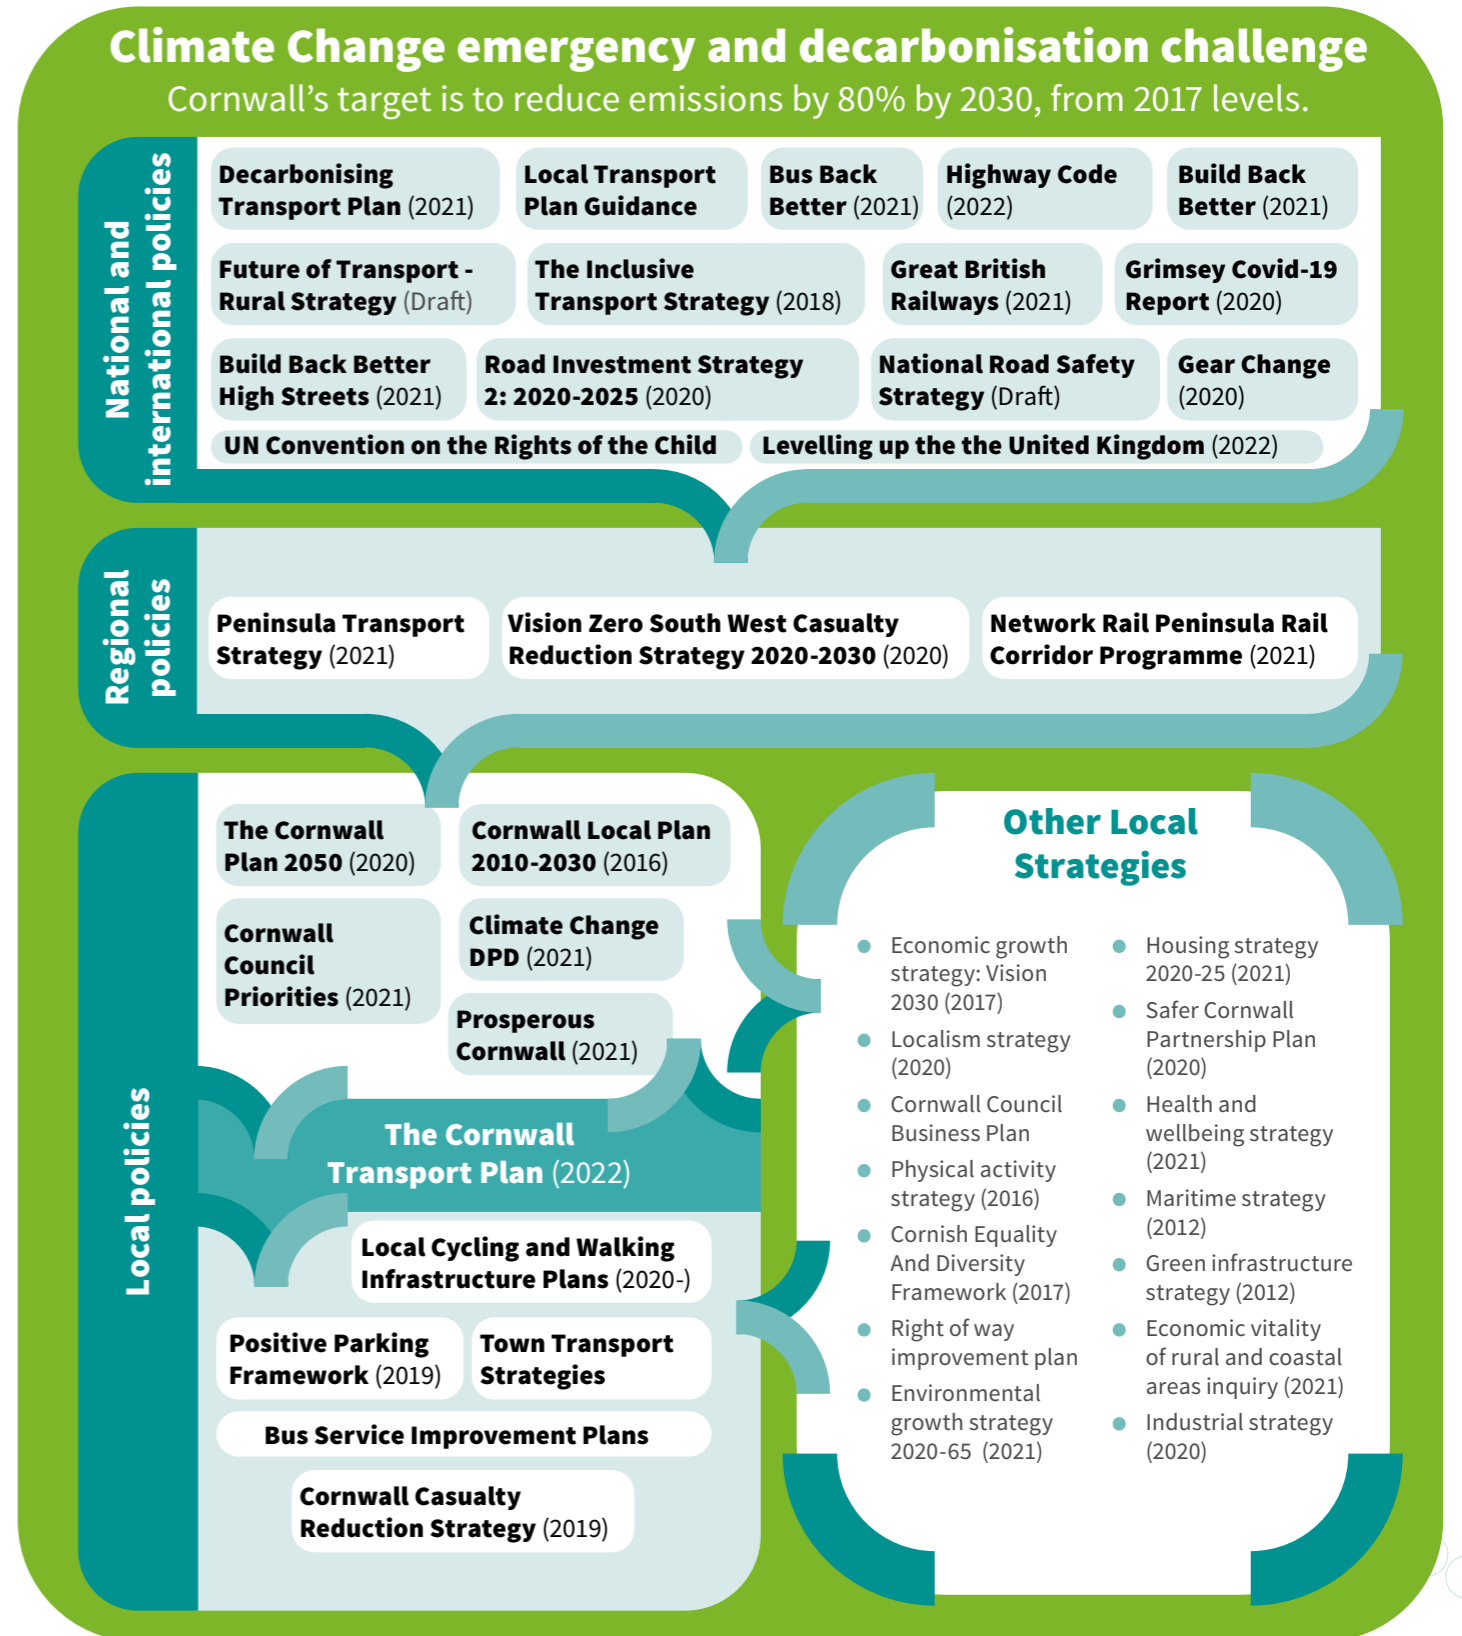 Climate Change emergency and decarbonisation challenge
Cornwall’s target is to reduce emissions by 80% by 2030, from 2017 levels.
National and
international policies
Decarbonising
Transport Plan (2021)
Local Transport
Plan Guidance
Bus Back
Better (2021)
Highway Code
(2022)
Build Back
Better (2021)
Future of Transport -
Rural Strategy (Draft)
The Inclusive
Transport Strategy (2018)
Great British
Railways (2021)
Grimsey Covid-19
Report (2020)
Build Back Better
High Streets (2021)
Road Investment Strategy
2: 2020-2025 (2020)
National Road Safety
Strategy (Draft)
Gear Change
(2020)
UN Convention on the Rights of the Child
Levelling up the the United Kingdom (2022)
Regional
policies
Peninsula Transport
Strategy (2021)
Vision Zero South West Casualty
Reduction Strategy 2020-2030 (2020)
Network Rail Peninsula Rail
Corridor Programme (2021)
Local policies
The Cornwall
Plan 2050 (2020)
Cornwall Local Plan
2010-2030 (2016)
Cornwall
Council
Priorities (2021)
Climate Change
DPD (2021)
Prosperous
Cornwall (2021)
The Cornwall
Transport Plan (2022)
Local Cycling and Walking
Infrastructure Plans (2020-)
Positive Parking
Framework (2019)
Town Transport
Strategies
Bus Service Improvement Plans
Cornwall Casualty
Reduction Strategy (2019)
Other Local
Strategies
Economic growth
strategy: Vision
2030 (2017)
Localism strategy
(2020)
Cornwall Council
Business Plan
Physical activity
strategy (2016)
Cornish Equality
And Diversity
Framework (2017)
Right of way
improvement plan
Environmental
growth strategy
2020-65 (2021)
Housing strategy
2020-25 (2021)
Safer Cornwall
Partnership Plan
(2020)
Health and
wellbeing strategy
(2021)
Maritime strategy
(2012)
Green infrastructure
strategy (2012)
Economic vitality
of rural and coastal
areas inquiry (2021)
Industrial strategy
(2020)